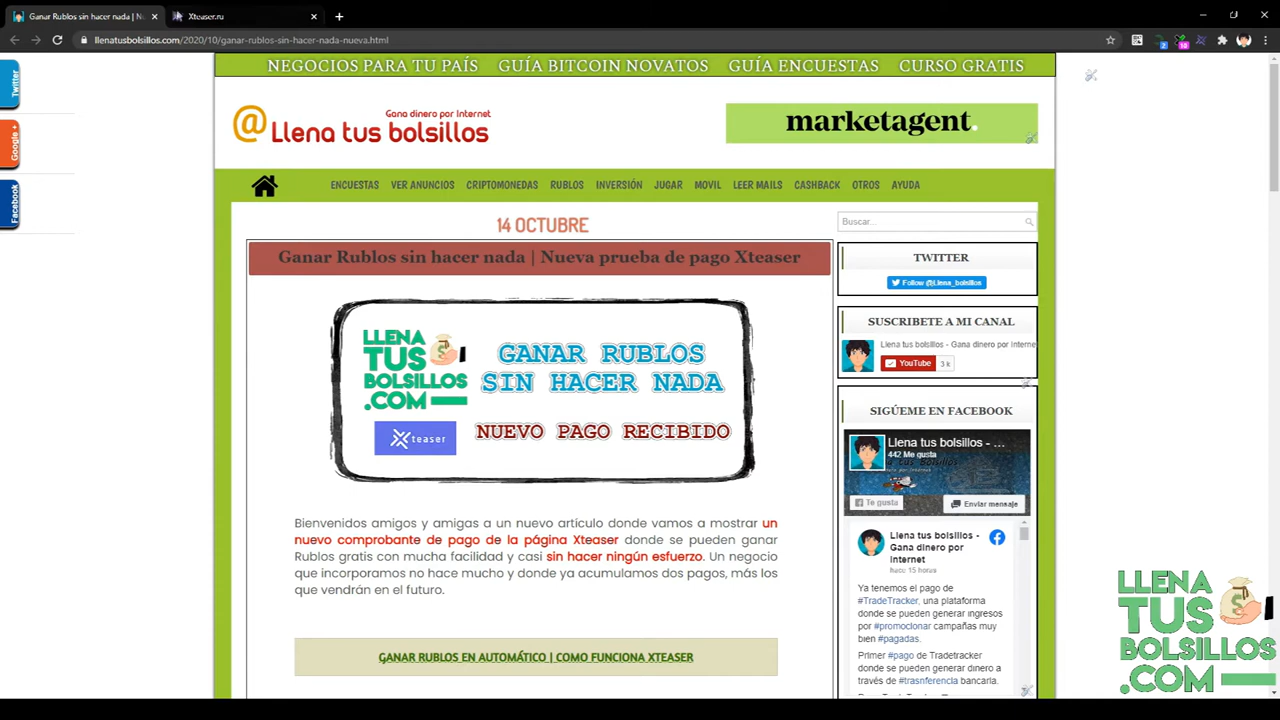 Ganar Rublos sin hacer nada | Nu
Xteaser.ru
llenatusbolsillos.com/2020/10/ganar-rublos-sin-hacer-nada-nueva.html
Twitter
Google +
Facebook
NEGOCIOS PARA TU PAÍS GUÍA BITCOIN NOVATOS GUÍA ENCUESTAS CURSO GRATIS
Gana dinero por Internet
@Llena tus bolsillos
marketagent.
ENCUESTAS VER ANUNCIOS CRIPTOMONEDAS RUBLOS INVERSIÓN JUGAR MOVIL LEER MAILS CASHBACK OTROS AYUDA
14 OCTUBRE
Ganar Rublos sin hacer nada | Nueva prueba de pago Xteaser
LLENA
TUS
BOLSILLOS
.COM
GANAR RUBLOS
SIN HACER NADA
Xteaser
NUEVO PAGO RECIBIDO
Bienvenidos amigos y amigas a un nuevo artículo donde vamos a mostrar un
nuevo comprobante de pago de la página Xteaser donde se pueden ganar
Rublos gratis con mucha facilidad y casi sin hacer ningún esfuerzo. Un negocio
que incorporamos no hace mucho y donde ya acumulamos dos pagos, más los
que vendrán en el futuro.
GANAR RUBLOS EN AUTOMÁTICO | COMO FUNCIONA XTEASER
Buscar...
TWITTER
Follow @Llena_bolsillos
SUSCRIBETE A MI CANAL
Llena tus bolsillos - Gana dinero por Interne
YouTube 3 k
SIGÚEME EN FACEBOOK
Llena tus bolsillos - ...
442 Me gusta
Te gusta
Enviar mensaje
Llena tus bolsillos -
Gana dinero por
Internet
hace 15 horas
Ya tenemos el pago de
#TradeTracker, una plataforma
donde se pueden generar ingresos
por #promocionar campañas muy
bien #pagadas.
Primer #pago de Tradetracker
donde se pueden generar dinero a
través de #trasnferencia bancaria.
LLENA
TUS
BOLSILLOS
.COM